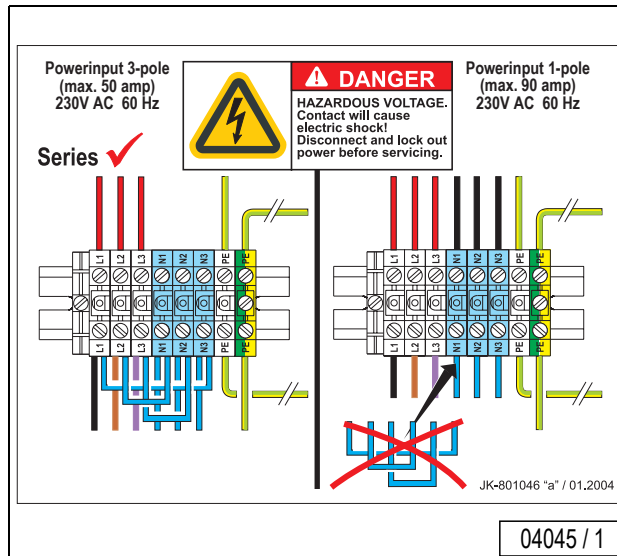 Powerinput 3-pole
(max. 50 amp)
230V AC 60 Hz
DANGER
HAZARDOUS VOLTAGE.
Contact will cause
electric shock!
Disconnect and lock out
power before servicing.
Powerinput 1-pole
(max. 90 amp)
230V AC 60 Hz
Series
L1 L2 L3 N1 N2 N3 PE PE
L1 L2 L3 N1 N2 N3 PE PE
L1 L2 L3 N1 N2 N3 PE PE
L1 L2 L3 N1 N2 N3 PE PE
JK-801046 "a" / 01.2004
04045 / 1